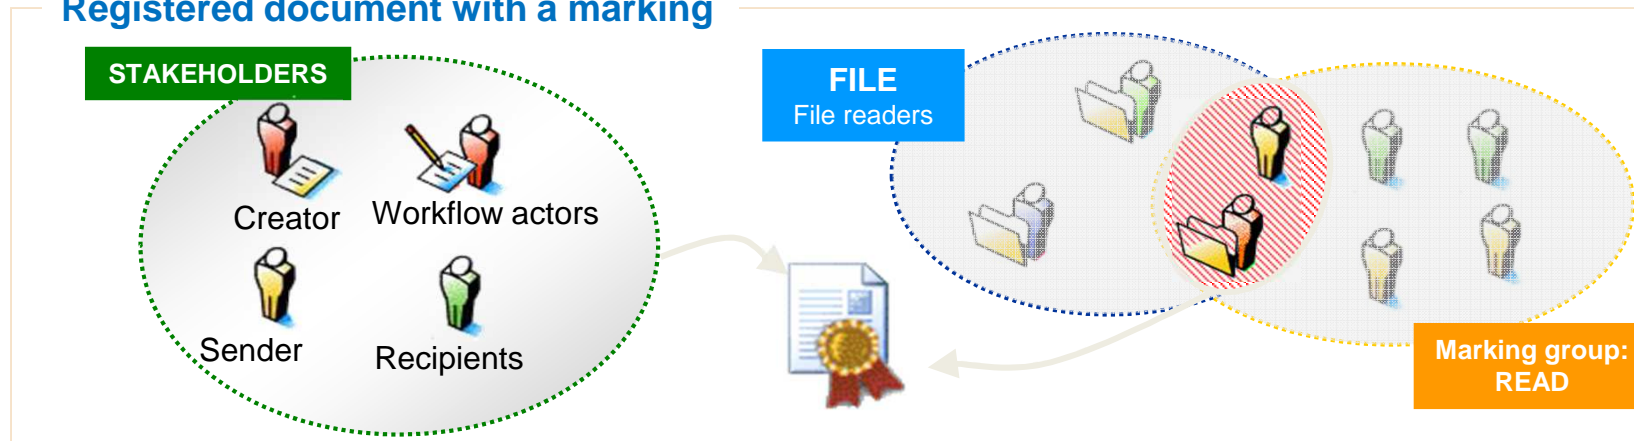 Registered document with a marking
STAKEHOLDERS
Creator
Workflow actors
Sender
Recipients
FILE
File readers
Marking group:
READ